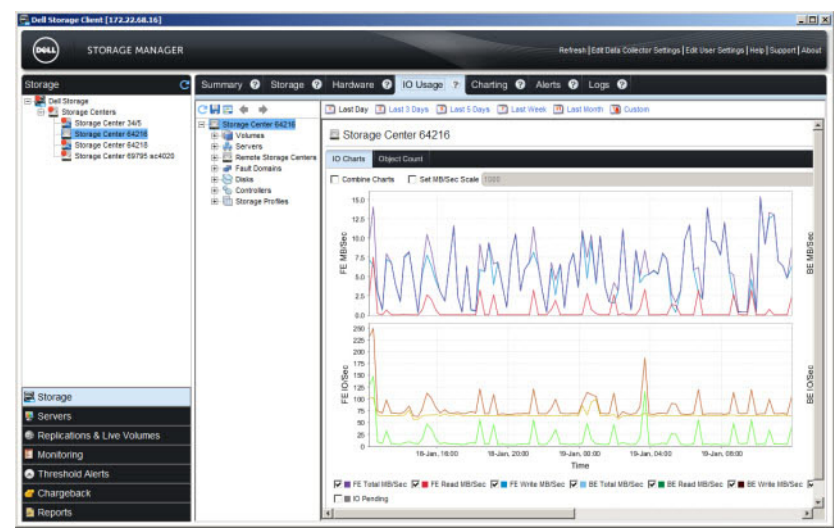 Dell Storage Client [172.22.68.16]
DELL
STORAGE MANAGER
Refresh | Edit Data Collector Settings | Edit User Settings | Help | Support | About
Storage
Summary ? Storage ? Hardware ? IO Usage ? Charting ? Alerts ? Logs ?
Dell Storage
Storage Centers
Storage Center 34/5
Storage Center 64216
Storage Center 64218
Storage Center 69795 sc4020
Storage Center 64216
Volumes
Servers
Remote Storage Centers
Fault Domains
Disks
Controllers
Storage Profiles
Last Day Last 3 Days Last 5 Days Last Week Last Month Custom
Storage Center 64216
IO Charts Object Count
Combine Charts Set MB/Sec Scale 1000
FE MB/Sec
15.0
12.5
10.0
7.5
5.0
2.5
0.0
BE MB/Sec
FE IO/Sec
250
225
200
175
150
125
100
75
50
25
0
BE IO/Sec
18-Jan, 16:00 18-Jan, 20:00 19-Jan, 00:00 19-Jan, 04:00 19-Jan, 08:00
Time
FE Total MB/Sec FE Read MB/Sec FE Write MB/Sec BE Total MB/Sec BE Read MB/Sec BE Write MB/Sec
IO Pending
Storage
Servers
Replications & Live Volumes
Monitoring
Threshold Alerts
Chargeback
Reports